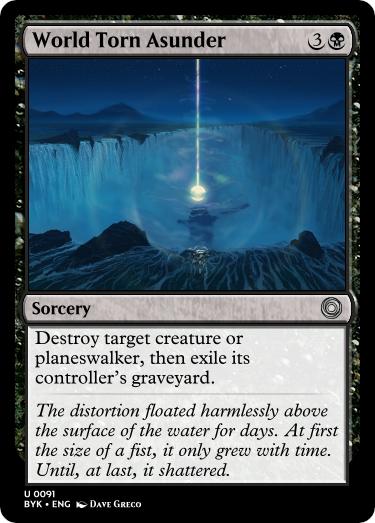 World Torn Asunder 3
Sorcery
Destroy target creature or
planeswalker, then exile its
controller's graveyard.
The distortion floated harmlessly above
the surface of the water for days. At first
the size of a fist, it only grew with time.
Until, at last, it shattered.
U 0091
BYK • ENG Dave Greco